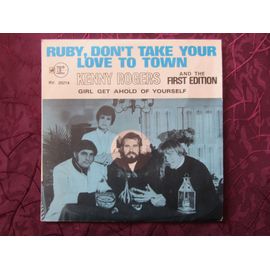 RUBY, DON'T TAKE YOUR
LOVE TO TOWN
KENNY ROGERS AND THE
FIRST EDITION
GIRL GET AHOLD OF YOURSELF